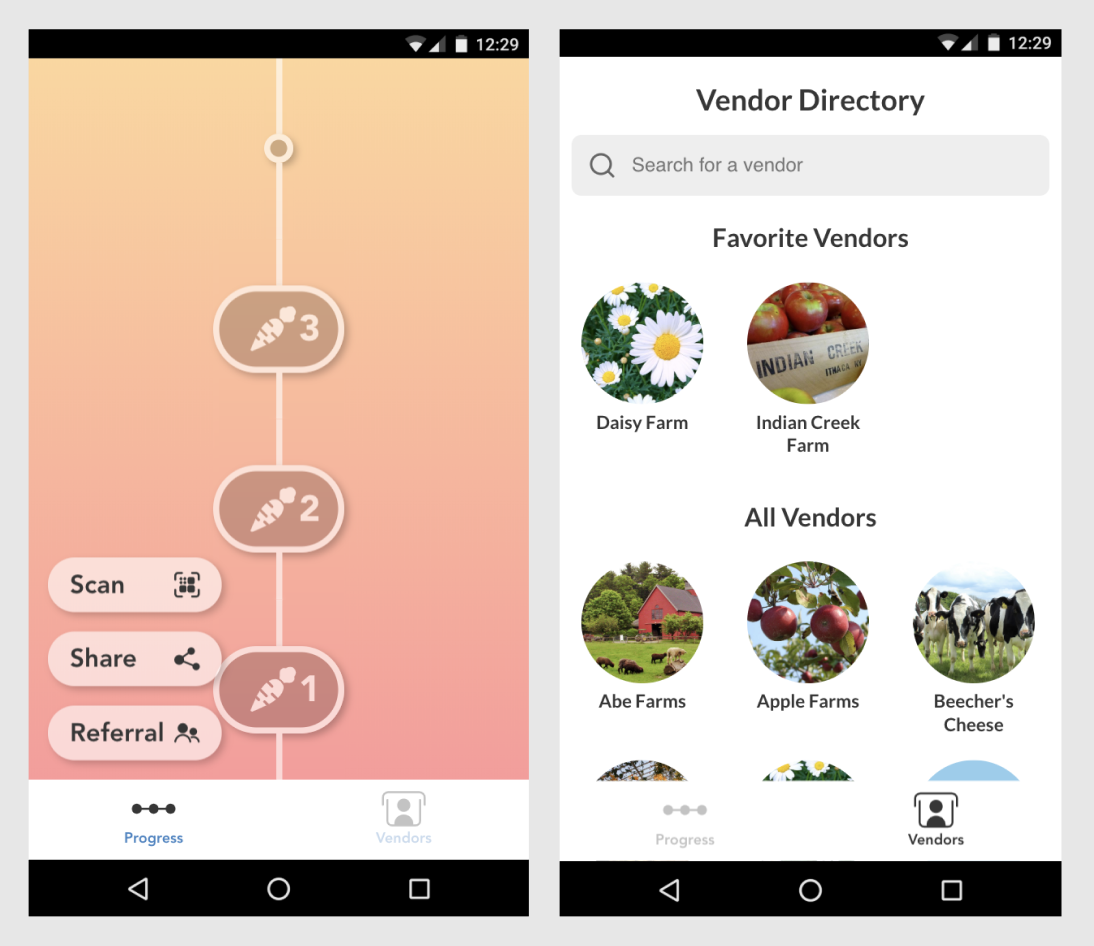 12:29
3
2
Scan
Share
1
Referral
Progress
Vendors
12:29
Vendor Directory
Search for a vendor
Favorite Vendors
INDIAN CREEK
ITHACA NY
Daisy Farm
Indian Creek
Farm
All Vendors
Abe Farms
Apple Farms
Beecher's
Cheese
Progress
Vendors